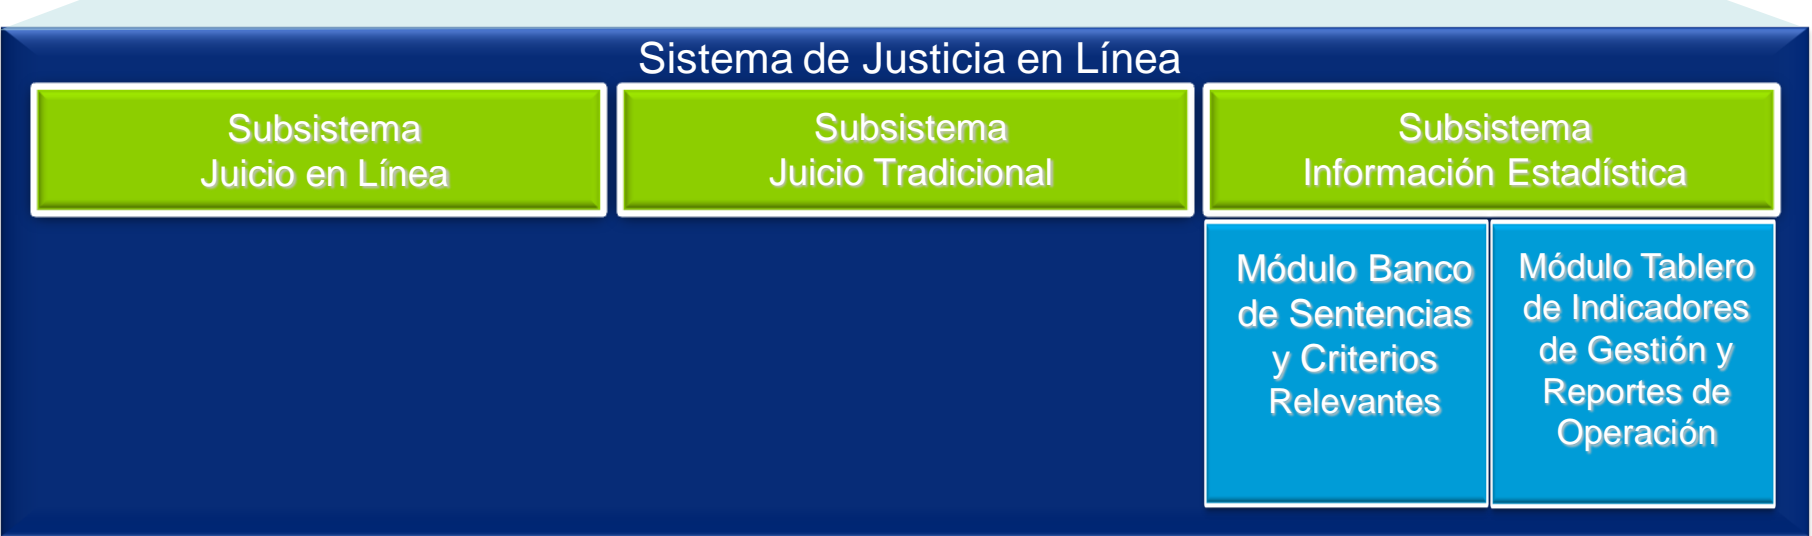 Sistema de Justicia en Línea
Subsistema
Juicio en Línea
Subsistema
Juicio Tradicional
Subsistema
Información Estadística
Módulo Banco
de Sentencias
y Criterios
Relevantes
Módulo Tablero
de Indicadores
de Gestión y
Reportes de
Operación